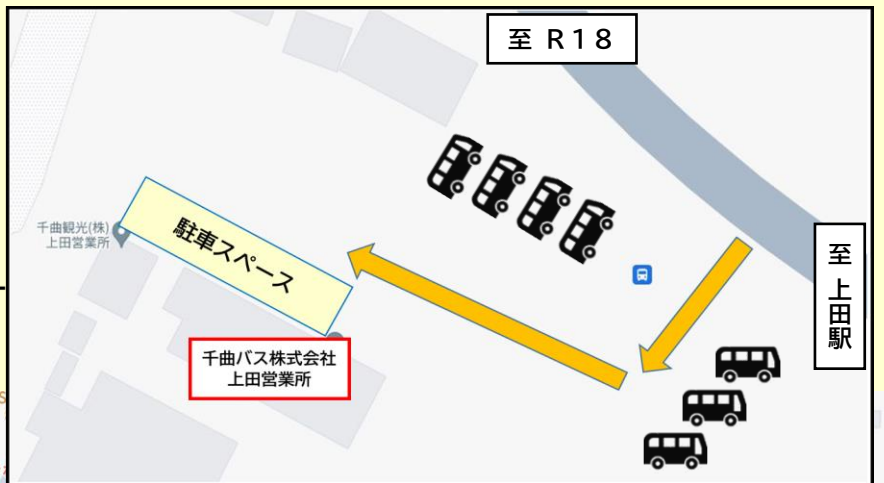 至 R18
千曲観光(株)
上田営業所
駐車スペース
至 上田駅
千曲バス株式会社
上田営業所